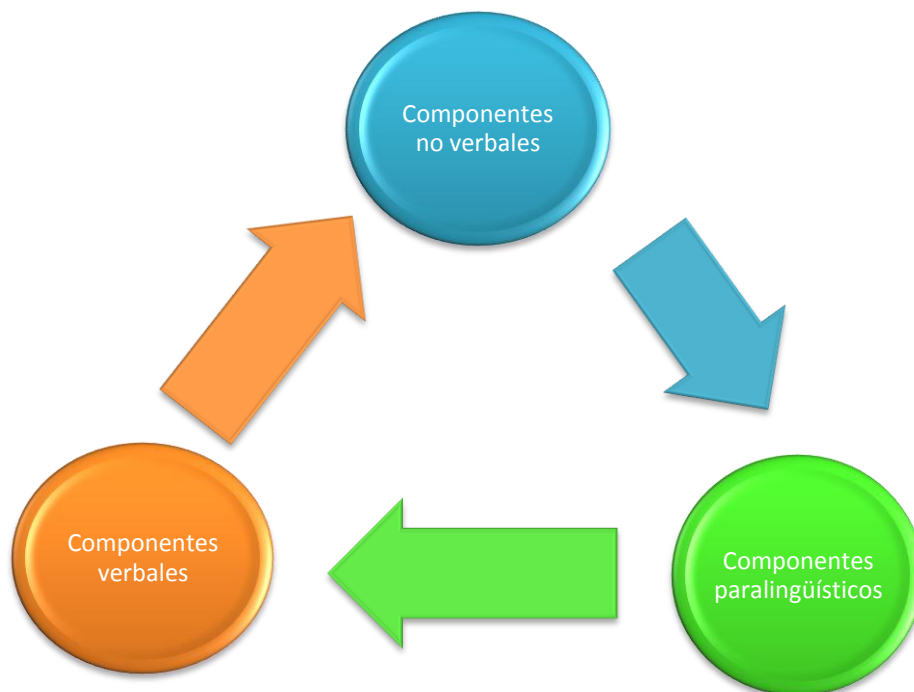 Componentes
no verbales
Componentes
verbales
Componentes
paralingüísticos